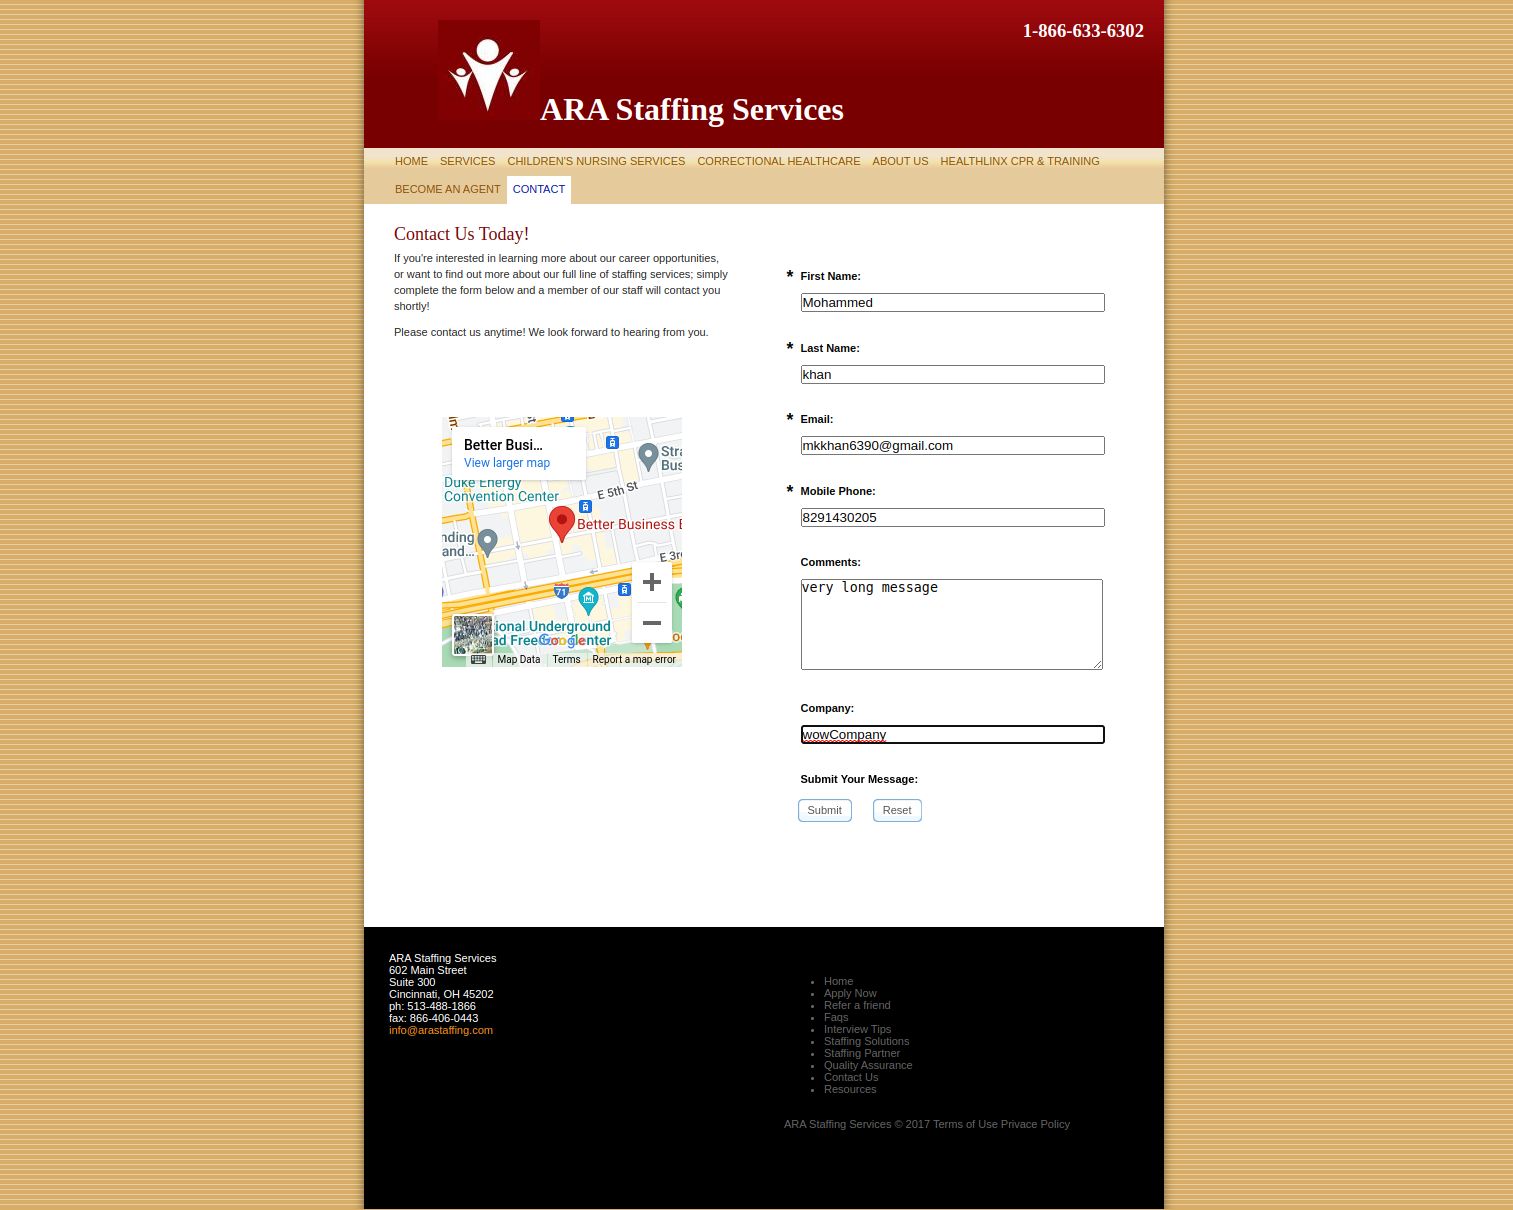 1-866-633-6302
ARA Staffing Services
HOME SERVICES CHILDREN'S NURSING SERVICES CORRECTIONAL HEALTHCARE ABOUT US HEALTHLINX CPR & TRAINING
BECOME AN AGENT CONTACT
Contact Us Today!
If you're interested in learning more about our career opportunities,
or want to find out more about our full line of staffing services; simply
complete the form below and a member of our staff will contact you
shortly!
Please contact us anytime! We look forward to hearing from you.
Better Busi...
View larger map
Duke Energy
Convention Center
E 5th St
Better Business
E 3r
71
ional Underground
ad Free Center
Google
Map Data Terms Report a map error
* First Name:
Mohammed
* Last Name:
khan
* Email:
mkkhan6390@gmail.com
* Mobile Phone:
8291430205
Comments:
very long message
Company:
wowCompany
Submit Your Message:
Submit Reset
ARA Staffing Services
602 Main Street
Suite 300
Cincinnati, OH 45202
ph: 513-488-1866
fax: 866-406-0443
info@arastaffing.com
Home
Apply Now
Refer a friend
Faqs
Interview Tips
Staffing Solutions
Staffing Partner
Quality Assurance
Contact Us
Resources
ARA Staffing Services © 2017 Terms of Use Privace Policy